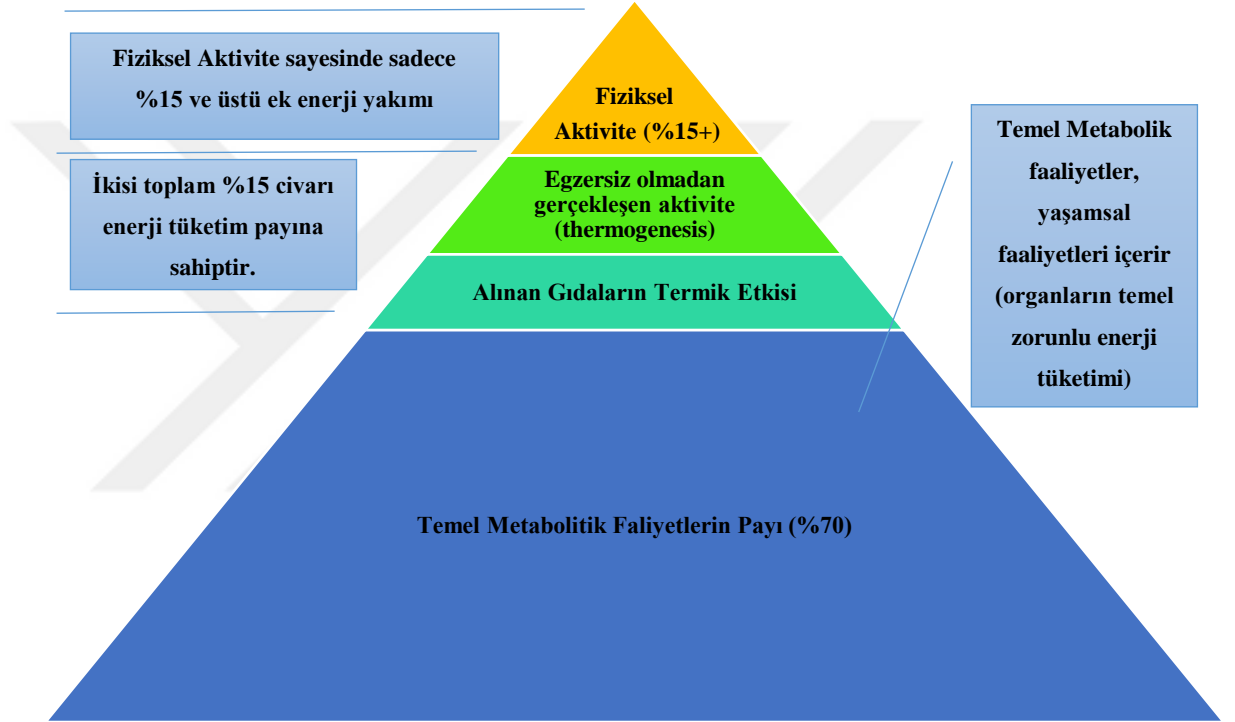 Fiziksel Aktivite sayesinde sadece
%15 ve üstü ek enerji yakımı
İkisi toplam %15 civarı
enerji tüketim payına
sahiptir.
Fiziksel
Aktivite (%15+)
Egzersiz olmadan
gerçekleşen aktivite
(thermogenesis)
Alınan Gıdaların Termik Etkisi
Temel Metabolitik Faliyetlerin Payı (%70)
Temel Metabolik
faaliyetler,
yaşamsal
faaliyetleri içerir
(organların temel
zorunlu enerji
tüketimi)